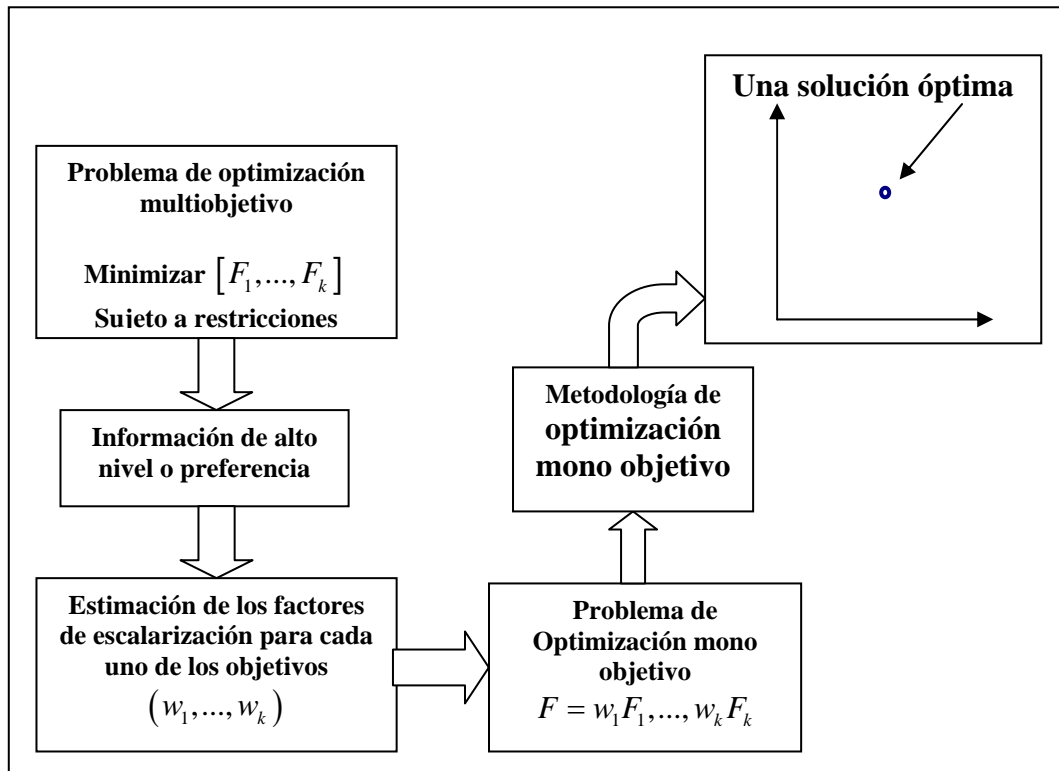 Problema de optimización
multiobjetivo
Minimizar [F₁,...,Fₖ]
Sujeto a restricciones
Información de alto
nivel o preferencia
Estimación de los factores
de escalarización para cada
uno de los objetivos
(w₁,...,wₖ)
Problema de
Optimización mono
objetivo
F = w₁F₁,...,wₖFₖ
Metodología de
optimización
mono objetivo
Una solución óptima